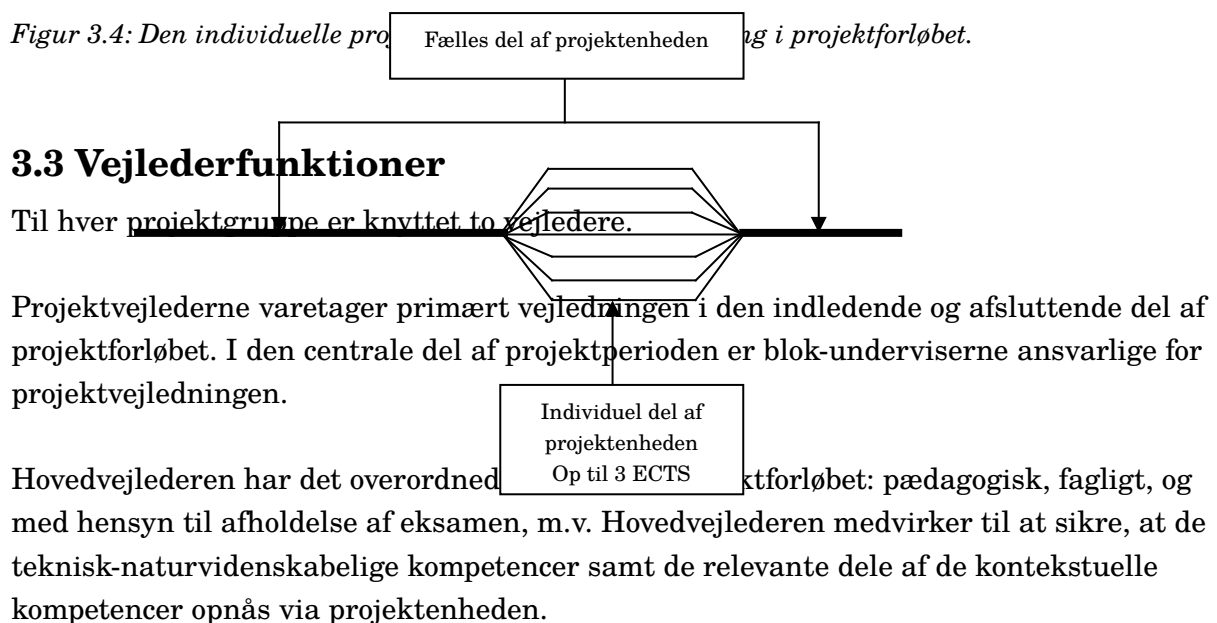 Figur 3.4: Den individuelle pro ng i projektforløbet.
Fælles del af projektenheden
3.3 Vejlederfunktioner
Til hver projektgruppe er knyttet to vejledere.
Projektvejlederne varetager primært vejledningen i den indledende og afsluttende del af
projektforløbet. I den centrale del af projektperioden er blok-underviserne ansvarlige for
projektvejledningen.
Individuel del af
projektenheden
Op til 3 ECTS
Hovedvejlederen har det overordned ktforløbet: pædagogisk, fagligt, og
med hensyn til afholdelse af eksamen, m.v. Hovedvejlederen medvirker til at sikre, at de
teknisk-naturvidenskabelige kompetencer samt de relevante dele af de kontekstuelle
kompetencer opnås via projektenheden.